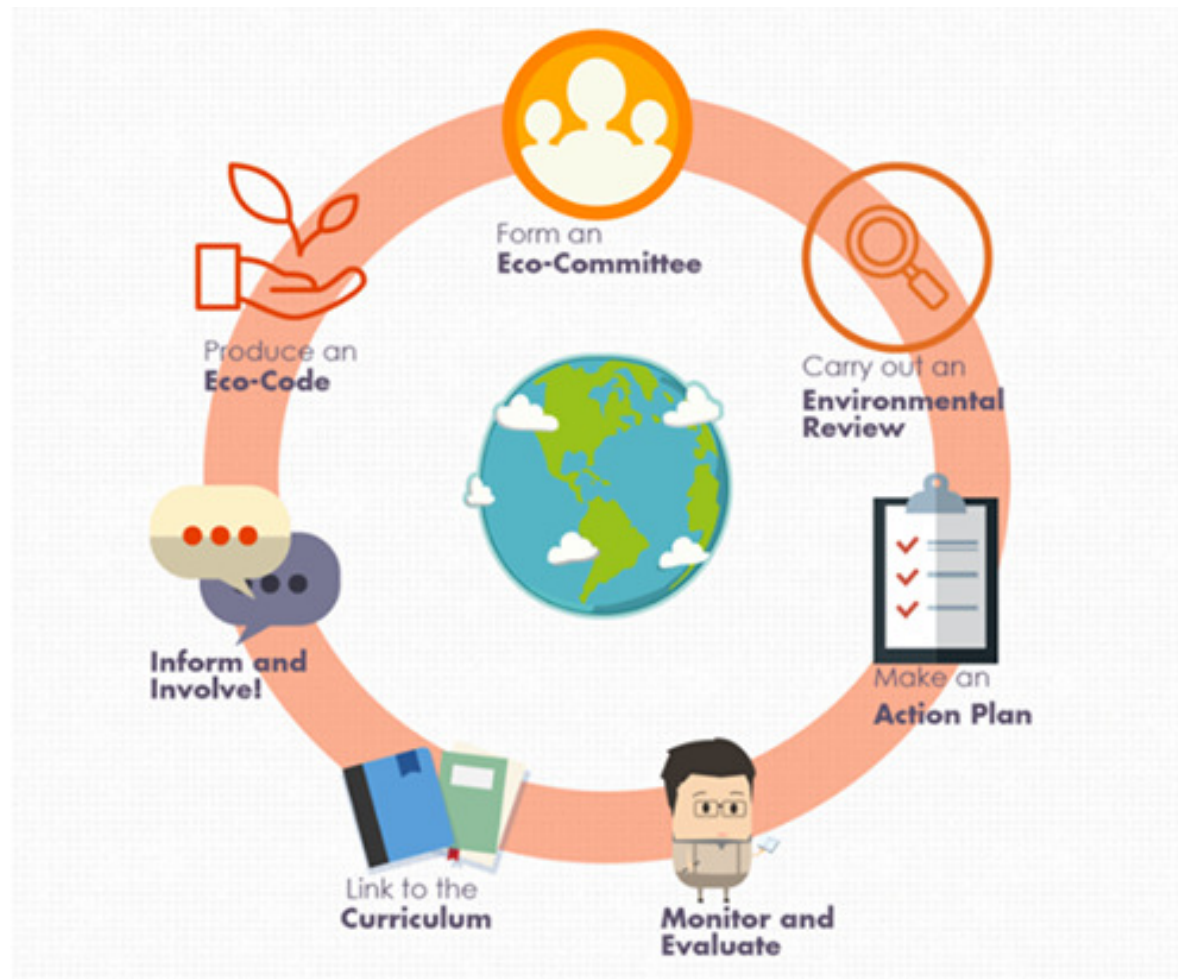 Form an
Eco-Committee
Carry out an
Environmental
Review
Make an
Action Plan
Monitor and
Evaluate
Link to the
Curriculum
Inform and
Involve!
Produce an
Eco-Code